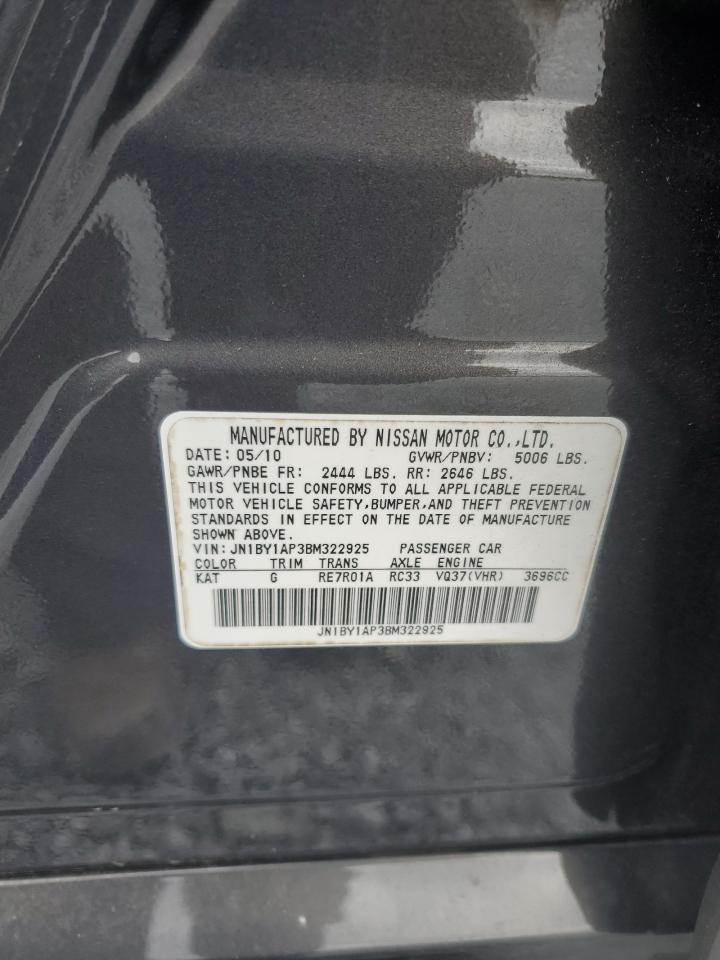 MANUFACTURED BY NISSAN MOTOR CO.,LTD.
DATE: 05/10 GVWR/PNBV: 5006 LBS.
GAWR/PNBE FR: 2444 LBS. RR: 2646 LBS.
THIS VEHICLE CONFORMS TO ALL APPLICABLE FEDERAL
MOTOR VEHICLE SAFETY,BUMPER,AND THEFT PREVENTION
STANDARDS IN EFFECT ON THE DATE OF MANUFACTURE
SHOWN ABOVE.
VIN: JN1BY1AP3BM322925 PASSENGER CAR
COLOR TRIM TRANS AXLE ENGINE
KAT G RE7R01A RC33 VQ37(VHR) 3696CC
JN1BY1AP3BM322925